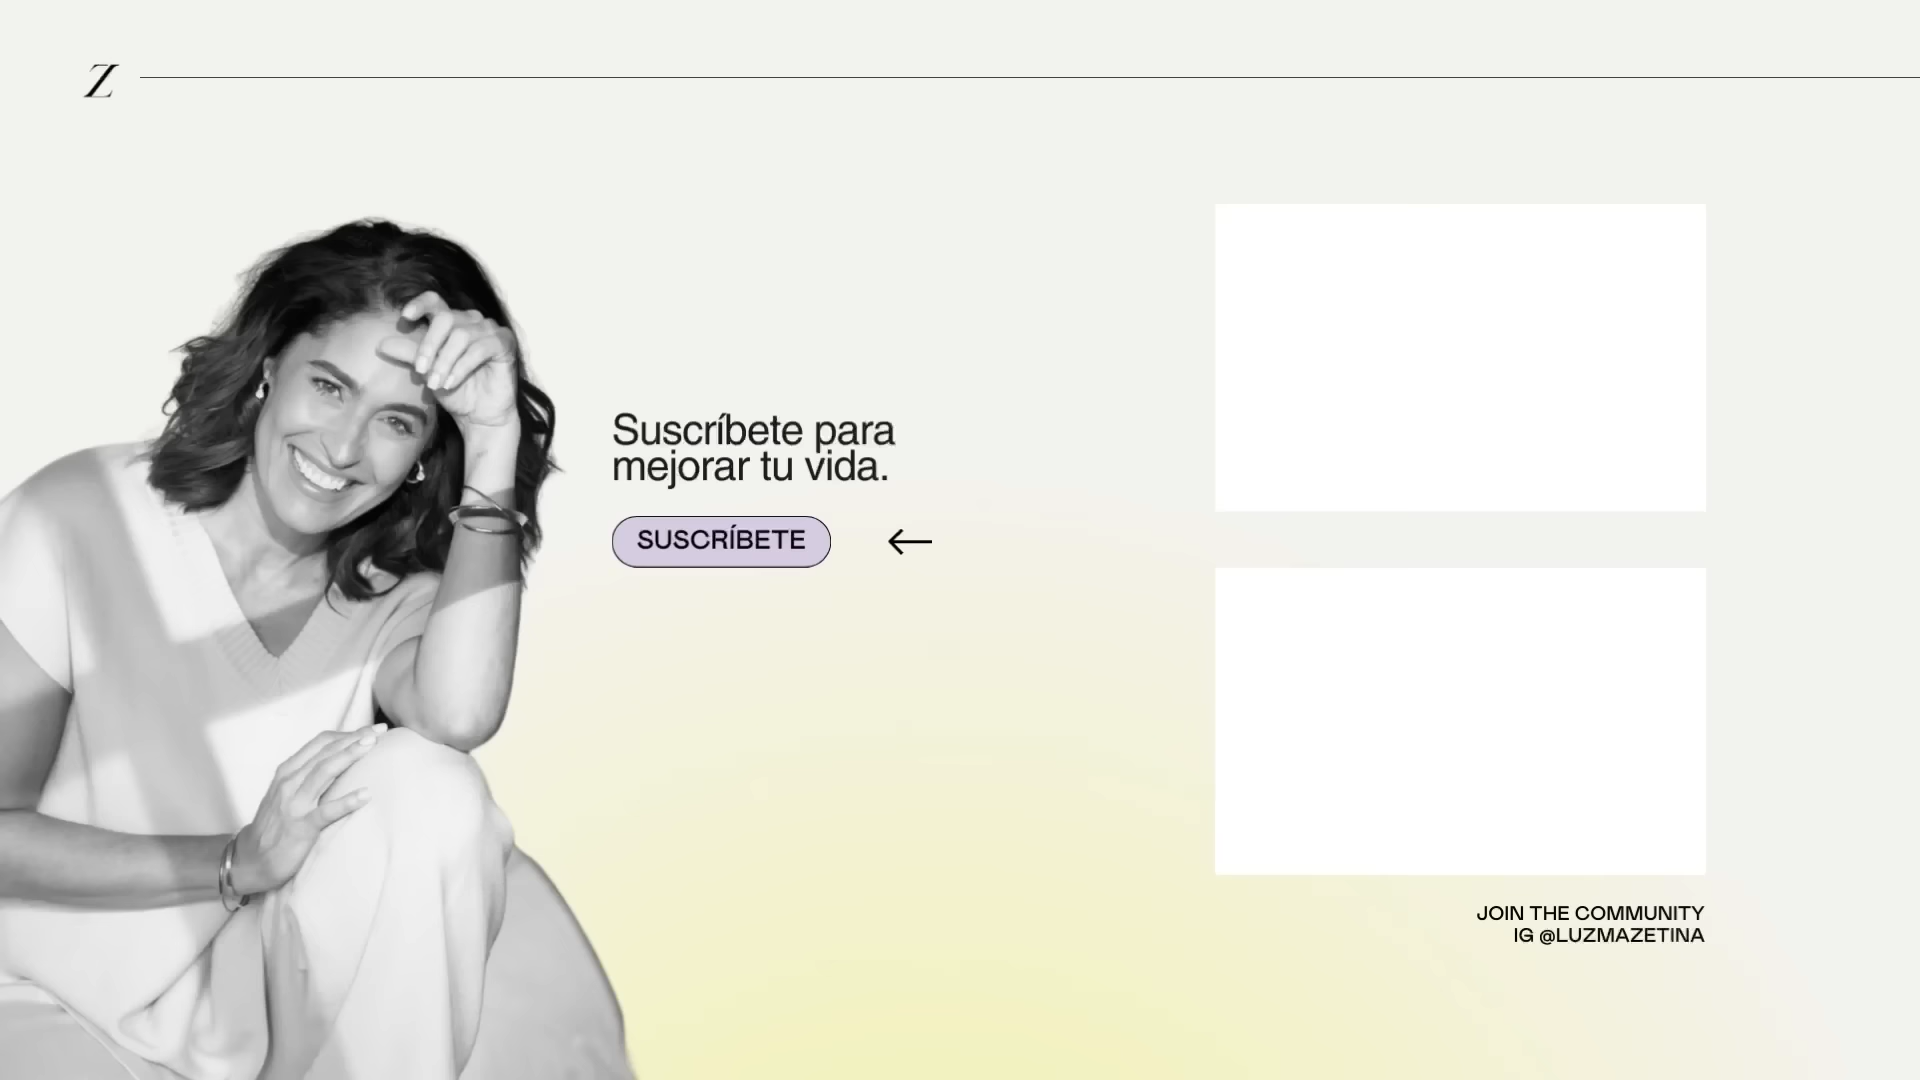 Z
Suscríbete para
mejorar tu vida.
SUSCRÍBETE
JOIN THE COMMUNITY
IG @LUZMAZETINA